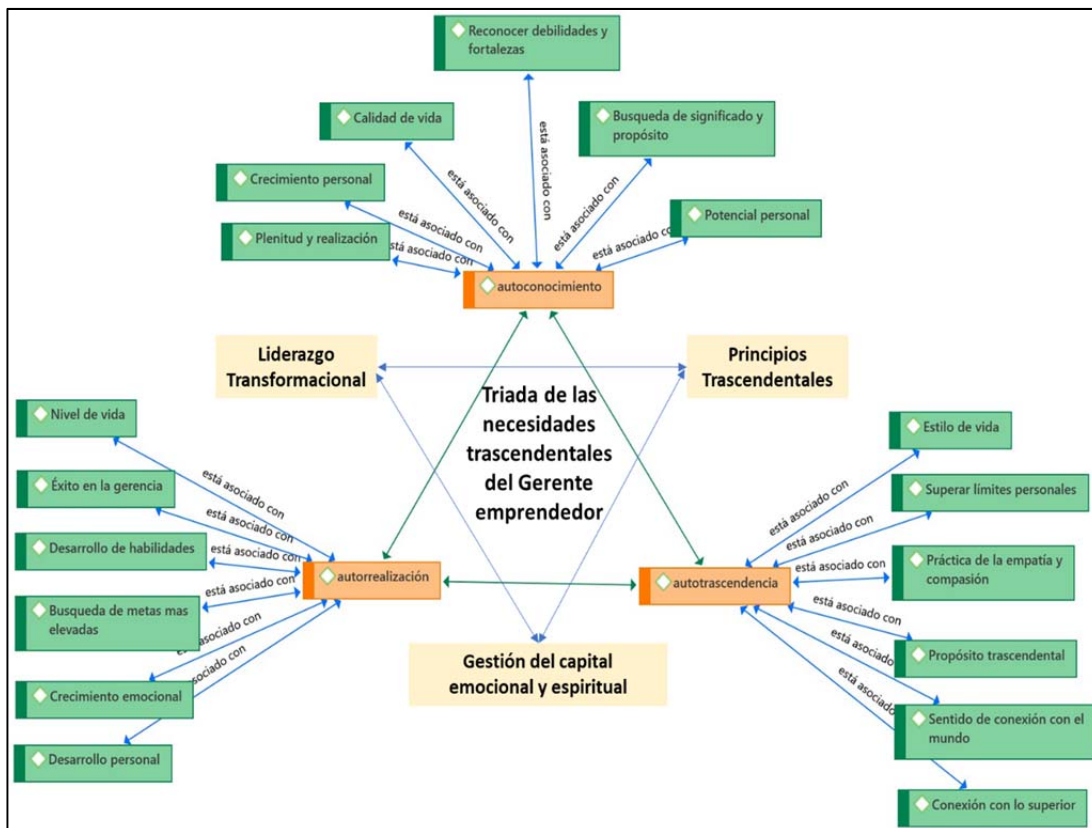 Reconocer debilidades y
fortalezas
Calidad de vida
Busqueda de significado y
propósito
Crecimiento personal
Potencial personal
Plenitud y realización
está asociado con
está asociado con
está asociado con
está asociado con
está asociado con
está asociado con
autoconocimiento
Liderazgo
Transformacional
Principios
Trascendentales
Triada de las
necesidades
trascendentales
del Gerente
emprendedor
Nivel de vida
Éxito en la gerencia
Desarrollo de habilidades
Busqueda de metas mas
elevadas
Crecimiento emocional
Desarrollo personal
está asociado con
está asociado con
está asociado con
está asociado con
está asociado con
asociado con
autorrealización
autotrascendencia
Estilo de vida
Superar límites personales
Práctica de la empatía y
compasión
Propósito trascendental
Sentido de conexión con el
mundo
Conexión con lo superior
está asociado con
está asociado con
está asociado con
está asociado con
está asociado
está asociado
Gestión del capital
emocional y espiritual